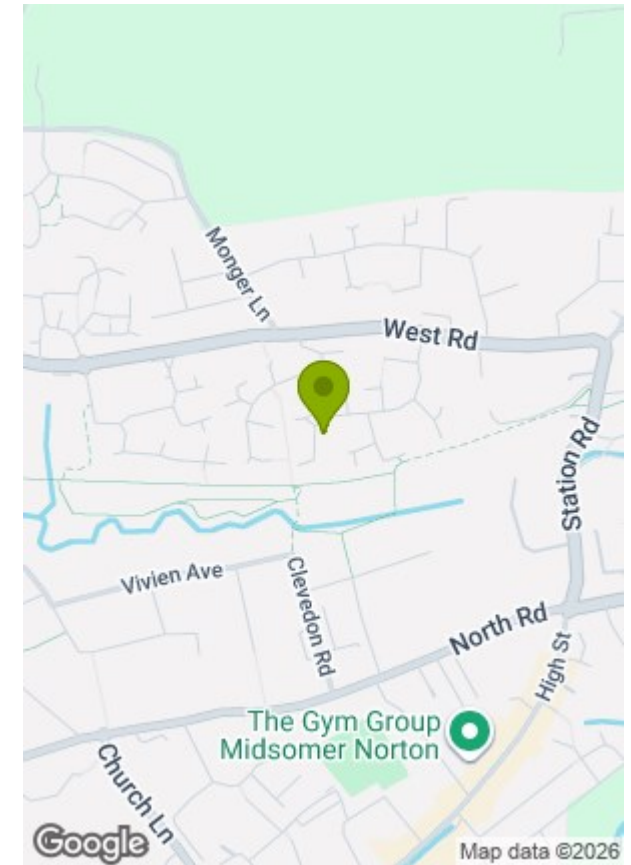 Monger Ln
West Rd
Station Rd
Vivien Ave
Clevedon Rd
North Rd
High St
The Gym Group
Midsomer Norton
Church Ln
Google
Map data ©2026